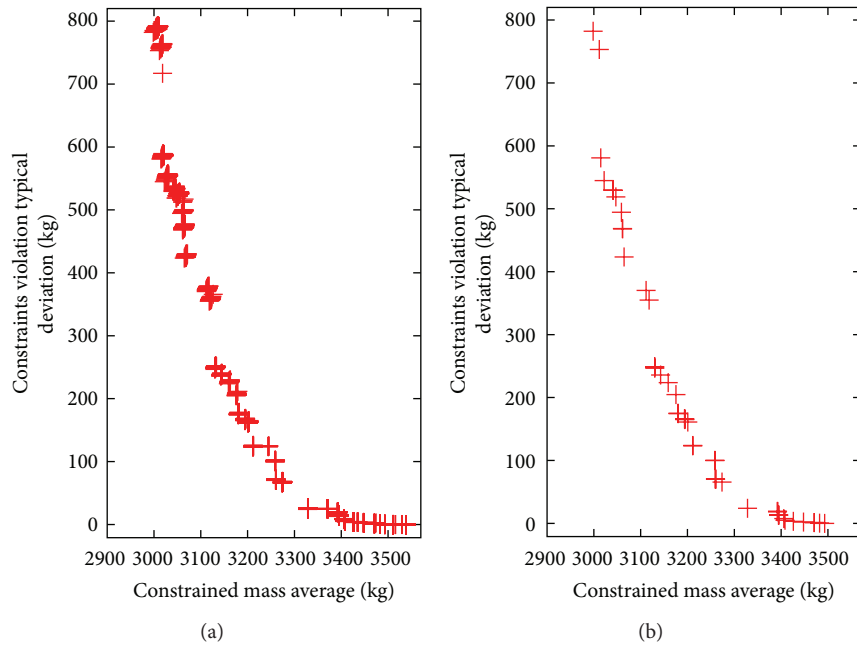 800
700
600
500
400
300
200
100
0
Constraints violation typical
deviation (kg)
2900 3000 3100 3200 3300 3400 3500
Constrained mass average (kg)
(a)
800
700
600
500
400
300
200
100
0
Constraints violation typical
deviation (kg)
2900 3000 3100 3200 3300 3400 3500
Constrained mass average (kg)
(b)